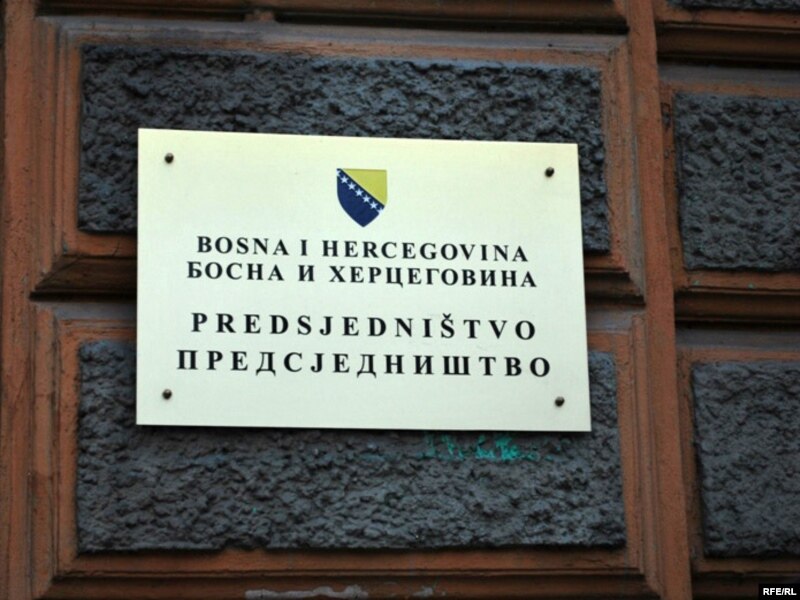 BOSNA I HERCEGOVINA
БОСНА И ХЕРЦЕГОВИНА
PREDSJEDNIŠTVO
ПРЕДСЈЕДНИШТВО
RFE/RL